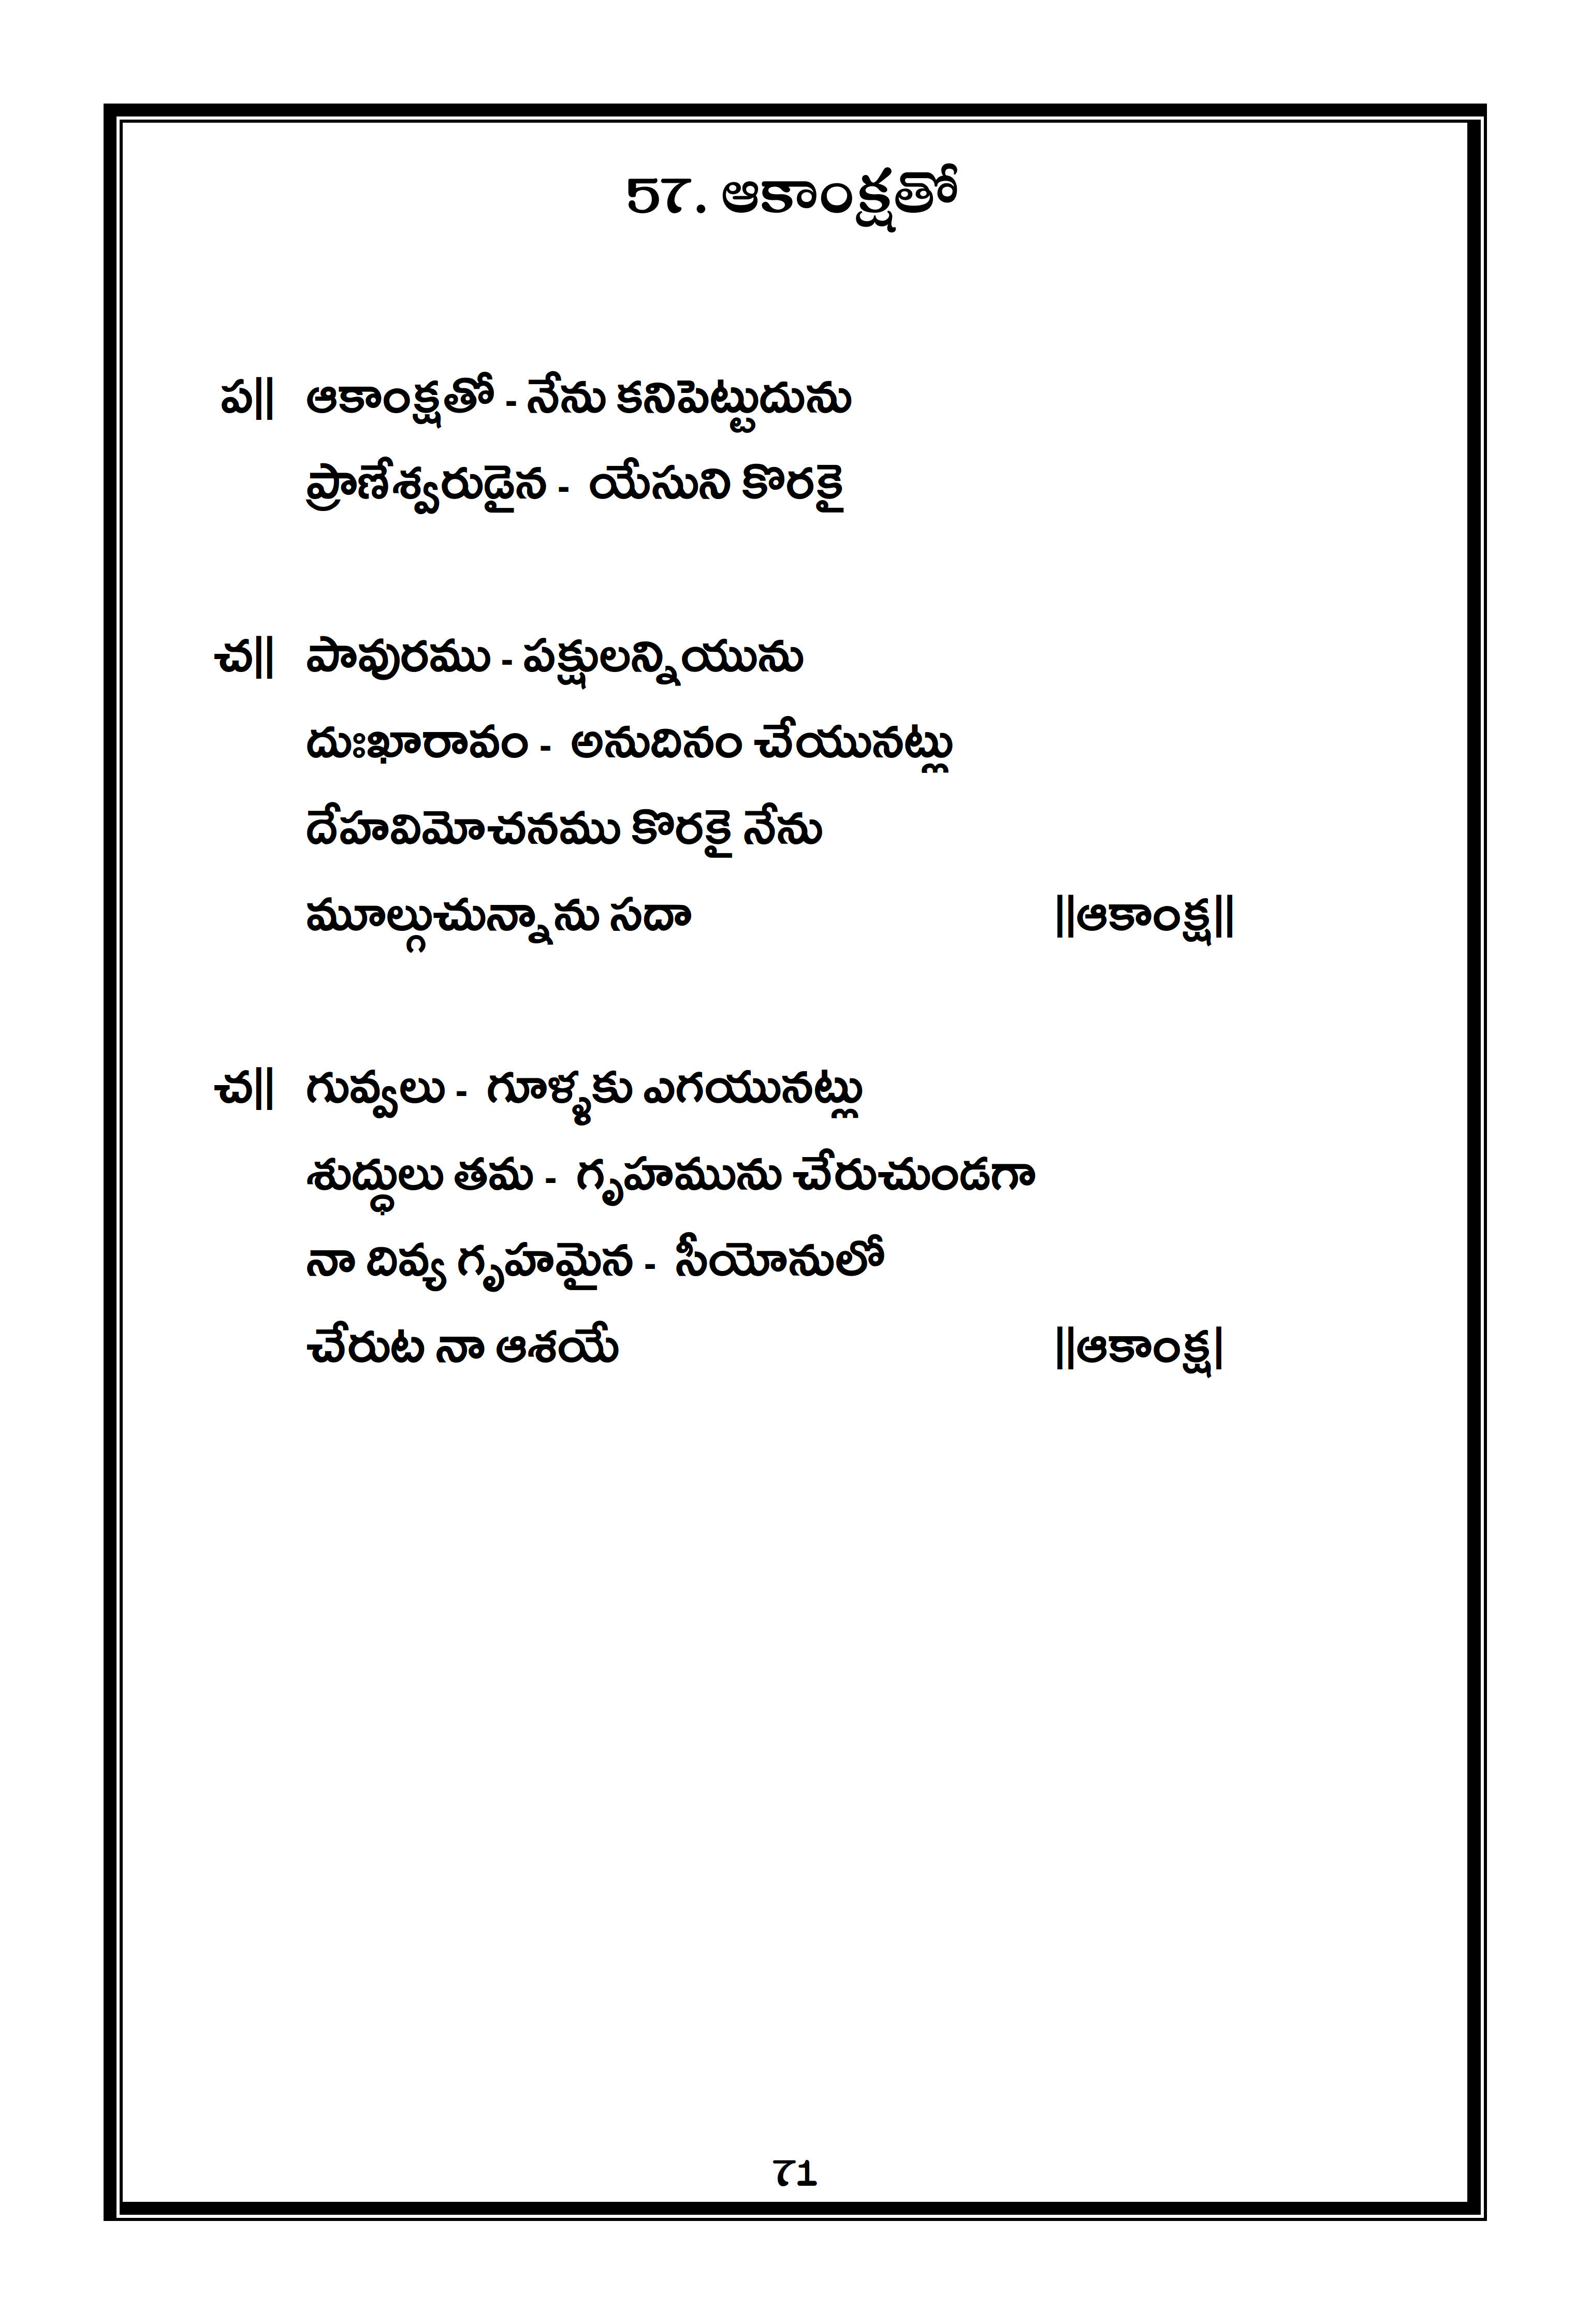 57. ఆకాంక్షతో
ప|| ఆకాంక్షతో - నేను కనిపెట్టుదును
ప్రాణేశ్వరుడైన - యేసుని కొరకై
చ|| పావురము - పక్షులన్నియును
దుఃఖారావం - అనుదినం చేయునట్లు
దేహవిమోచనము కొరకై నేను
మూల్గుచున్నాను సదా ||ఆకాంక్ష||
చ|| గువ్వలు - గూళ్ళకు ఎగయునట్లు
శుద్ధులు తమ - గృహమును చేరుచుండగా
నా దివ్య గృహమైన - సీయోనులో
చేరుట నా ఆశయే ||ఆకాంక్ష|
71